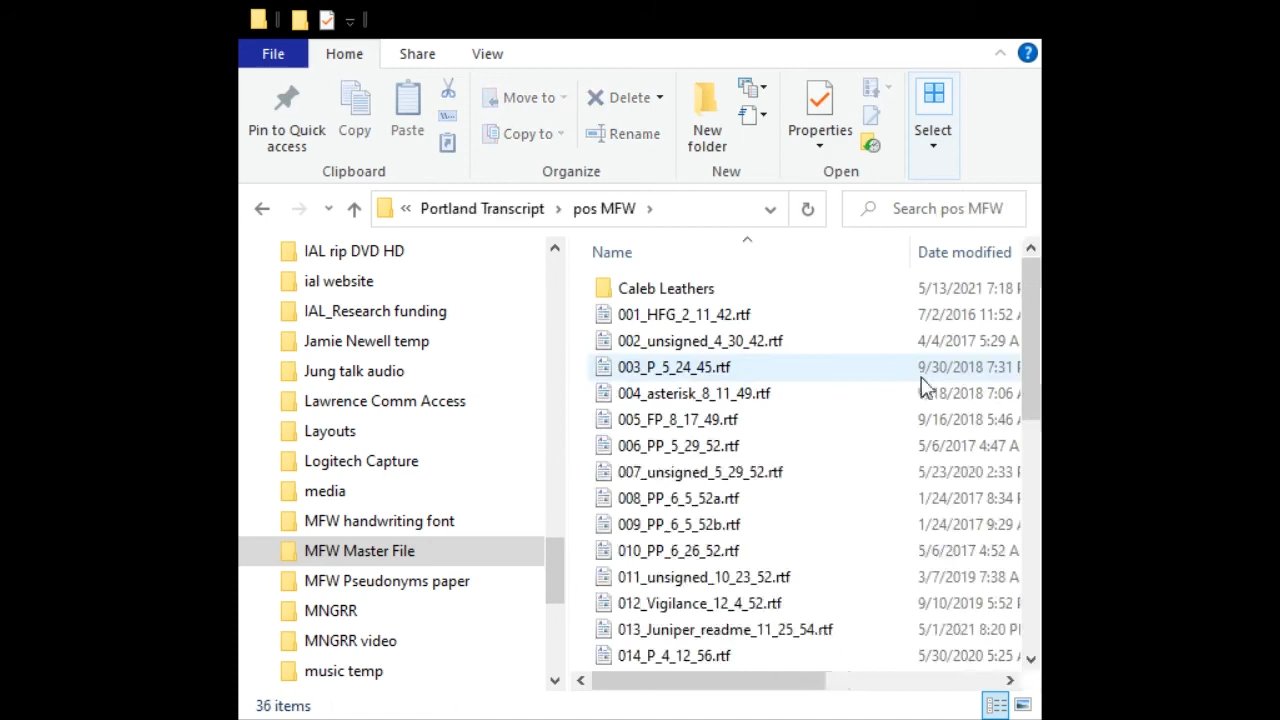 File Home Share View
Pin to Quick access
Copy
Paste
Move to
Copy to
Delete
Rename
New folder
Properties
Select
Clipboard Organize New Open
« Portland Transcript › pos MFW ›
Search pos MFW
IAL rip DVD HD
ial website
IAL_Research funding
Jamie Newell temp
Jung talk audio
Lawrence Comm Access
Layouts
Logitech Capture
media
MFW handwriting font
MFW Master File
MFW Pseudonyms paper
MNGRR
MNGRR video
music temp
Name Date modified
Caleb Leathers 5/13/2021 7:18
001_HFG_2_11_42.rtf 7/2/2016 11:52
002_unsigned_4_30_42.rtf 4/4/2017 5:29 A
003_P_5_24_45.rtf 9/30/2018 7:31
004_asterisk_8_11_49.rtf 18/2018 7:06
005_FP_8_17_49.rtf 9/16/2018 5:46
006_PP_5_29_52.rtf 5/6/2017 4:47 A
007_unsigned_5_29_52.rtf 5/23/2020 2:33
008_PP_6_5_52a.rtf 1/24/2017 8:34
009_PP_6_5_52b.rtf 1/24/2017 9:29
010_PP_6_26_52.rtf 5/6/2017 4:52 A
011_unsigned_10_23_52.rtf 3/7/2019 7:38 A
012_Vigilance_12_4_52.rtf 9/10/2019 5:52
013_Juniper_readme_11_25_54.rtf 5/1/2021 8:20
014_P_4_12_56.rtf 5/30/2020 5:25
36 items